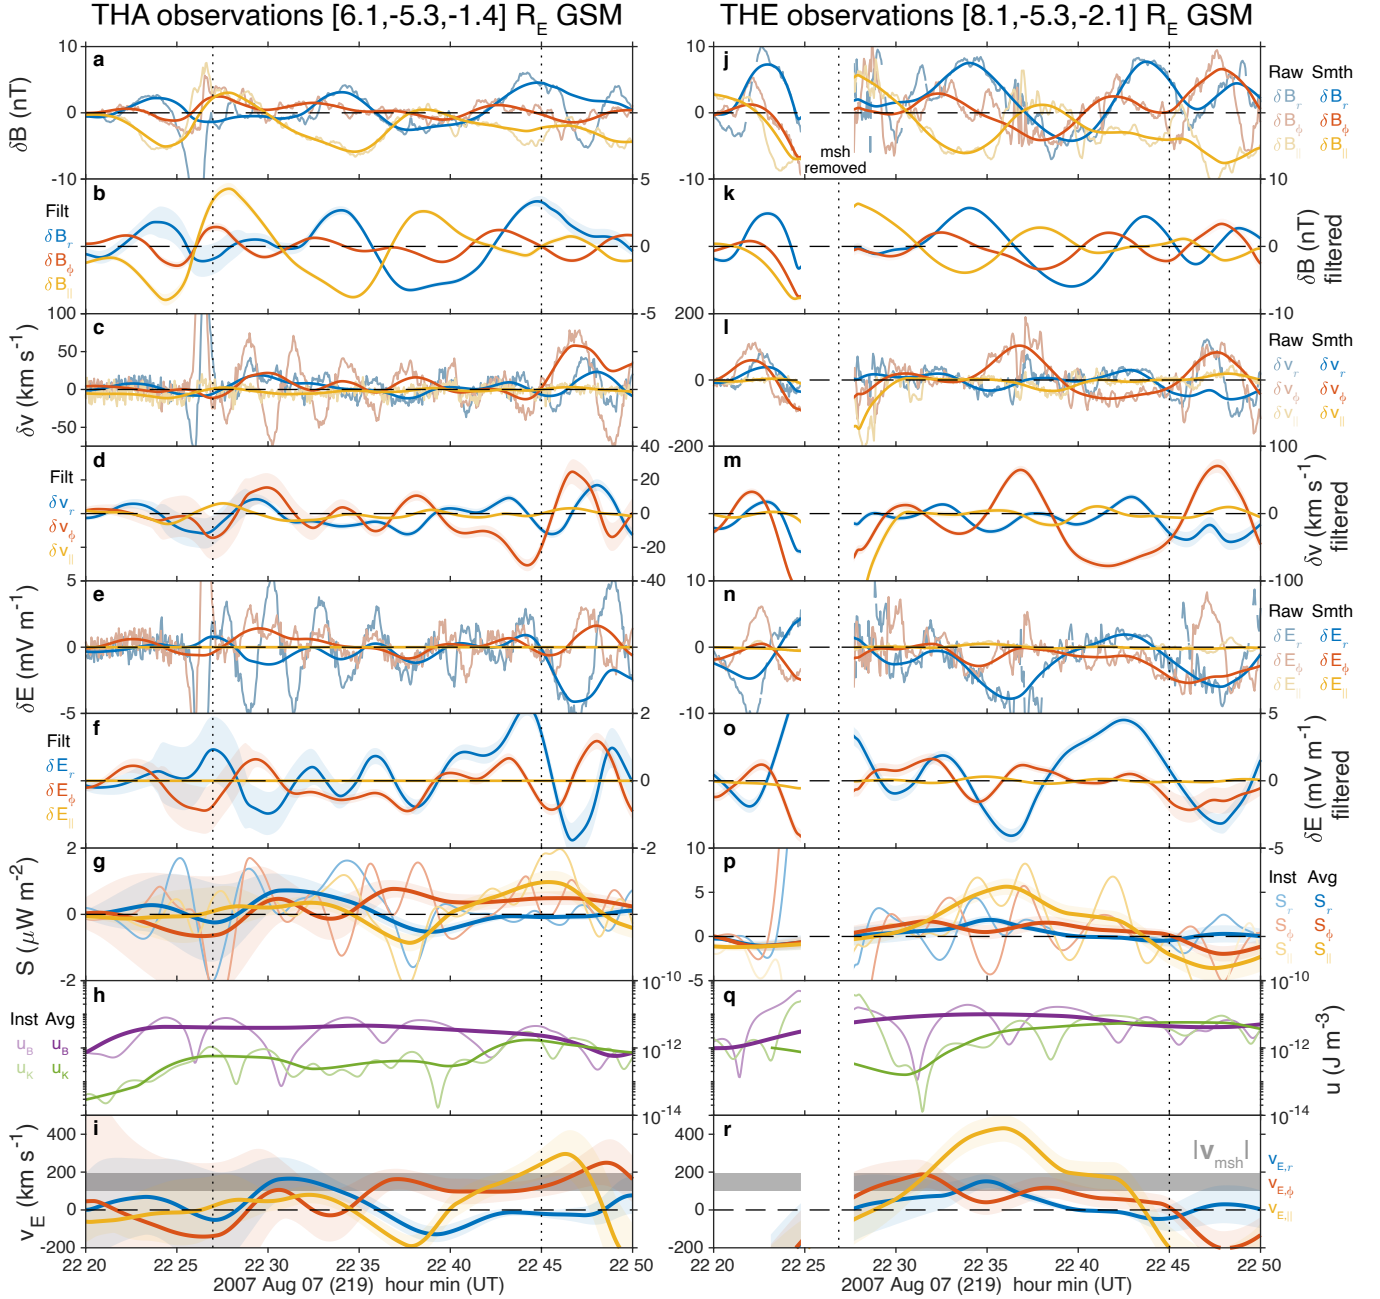 THA observations [6.1,-5.3,-1.4] R_E GSM
THE observations [8.1,-5.3,-2.1] R_E GSM
a
10
0
-10
δB (nT)
j
10
0
-10
msh
removed
Raw Smth
δB_r δB_r
δB_ϕ δB_ϕ
δB_|| δB_||
b
Filt
δB_r
δB_ϕ
δB_||
5
0
-5
k
10
0
-10
δB (nT)
filtered
c
100
50
0
-50
δv (km s⁻¹)
l
200
0
-200
Raw Smth
δv_r δv_r
δv_ϕ δv_ϕ
δv_|| δv_||
d
Filt
δv_r
δv_ϕ
δv_||
40
20
0
-20
-40
m
100
0
-100
δv (km s⁻¹)
filtered
e
5
0
-5
δE (mV m⁻¹)
n
10
0
-10
Raw Smth
δE_r δE_r
δE_ϕ δE_ϕ
δE_|| δE_||
f
Filt
δE_r
δE_ϕ
δE_||
2
0
-2
o
5
0
-5
δE (mV m⁻¹)
filtered
g
2
0
-2
S (μW m⁻²)
p
10
5
0
-5
Inst Avg
S_r S_r
S_ϕ S_ϕ
S_|| S_||
h
Inst Avg
u_B u_B
u_K u_K
10⁻¹⁰
10⁻¹²
10⁻¹⁴
q
10⁻¹⁰
10⁻¹²
10⁻¹⁴
u (J m⁻³)
i
400
200
0
-200
v_E (km s⁻¹)
r
400
200
0
-200
|v_msh|
v_E,r
v_E,ϕ
v_E,||
22 20 22 25 22 30 22 35 22 40 22 45 22 50
2007 Aug 07 (219) hour min (UT)
22 20 22 25 22 30 22 35 22 40 22 45 22 50
2007 Aug 07 (219) hour min (UT)